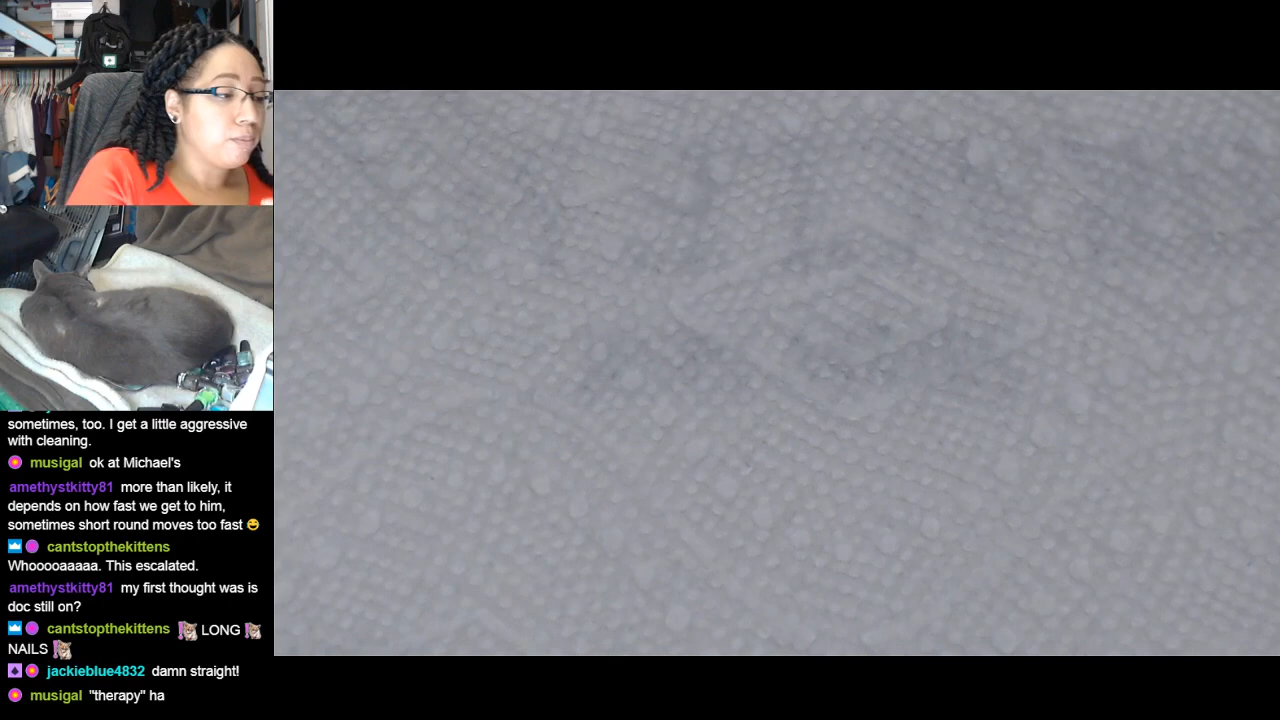 sometimes, too. I get a little aggressive
with cleaning.
musigal ok at Michael's
amethystkitty81 more than likely, it
depends on how fast we get to him,
sometimes short round moves too fast 😂
cantstopthekittens
Whooooaaaaa. This escalated.
amethystkitty81 my first thought was is
doc still on?
cantstopthekittens LONG
NAILS
jackieblue4832 damn straight!
musigal "therapy" ha